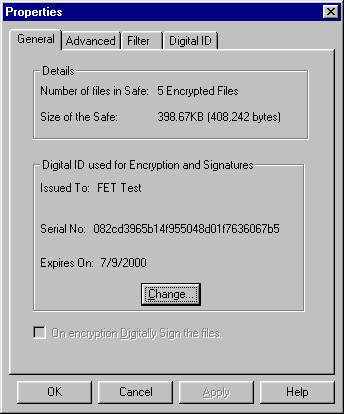 Properties
General Advanced Filter Digital ID
Details
Number of files in Safe: 5 Encrypted Files
Size of the Safe: 398.67KB (408,242 bytes)
Digital ID used for Encryption and Signatures
Issued To: FET Test
Serial No: 082cd3965b14f955048d01f7636067b5
Expires On: 7/9/2000
Change...
On encryption Digitally Sign the files.
OK Cancel Apply Help